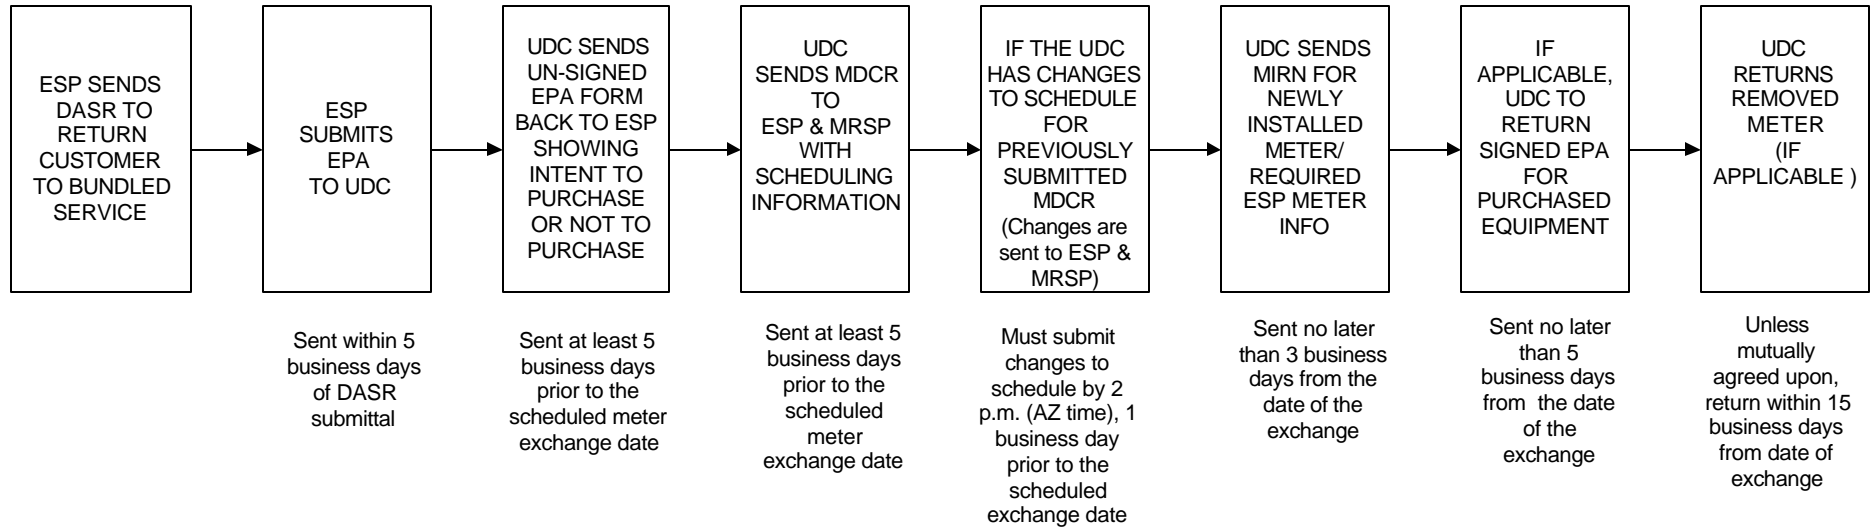 ESP SENDS
DASR TO
RETURN
CUSTOMER
TO BUNDLED
SERVICE
ESP
SUBMITS
EPA
TO UDC
UDC SENDS
UN-SIGNED
EPA FORM
BACK TO ESP
SHOWING
INTENT TO
PURCHASE
OR NOT TO
PURCHASE
UDC
SENDS MDCR
TO
ESP & MRSP
WITH
SCHEDULING
INFORMATION
IF THE UDC
HAS CHANGES
TO SCHEDULE
FOR
PREVIOUSLY
SUBMITTED
MDCR
(Changes are
sent to ESP &
MRSP)
UDC SENDS
MIRN FOR
NEWLY
INSTALLED
METER/
REQUIRED
ESP METER
INFO
IF
APPLICABLE,
UDC TO
RETURN
SIGNED EPA
FOR
PURCHASED
EQUIPMENT
UDC
RETURNS
REMOVED
METER
(IF
APPLICABLE )
Sent within 5
business days
of DASR
submittal
Sent at least 5
business days
prior to the
scheduled meter
exchange date
Sent at least 5
business days
prior to the
scheduled
meter
exchange date
Must submit
changes to
schedule by 2
p.m. (AZ time), 1
business day
prior to the
scheduled
exchange date
Sent no later
than 3 business
days from the
date of the
exchange
Sent no later
than 5
business days
from the date
of the
exchange
Unless
mutually
agreed upon,
return within 15
business days
from date of
exchange